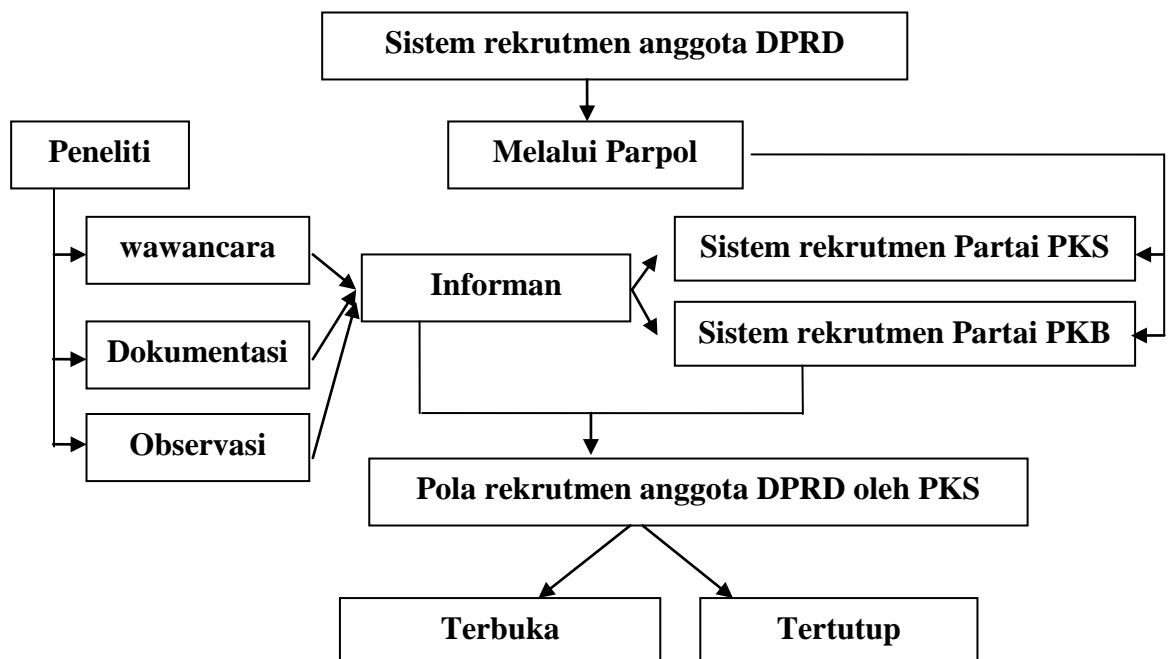 Sistem rekrutmen anggota DPRD
Peneliti
Melalui Parpol
wawancara
Informan
Sistem rekrutmen Partai PKS
Dokumentasi
Sistem rekrutmen Partai PKB
Observasi
Pola rekrutmen anggota DPRD oleh PKS
Terbuka
Tertutup